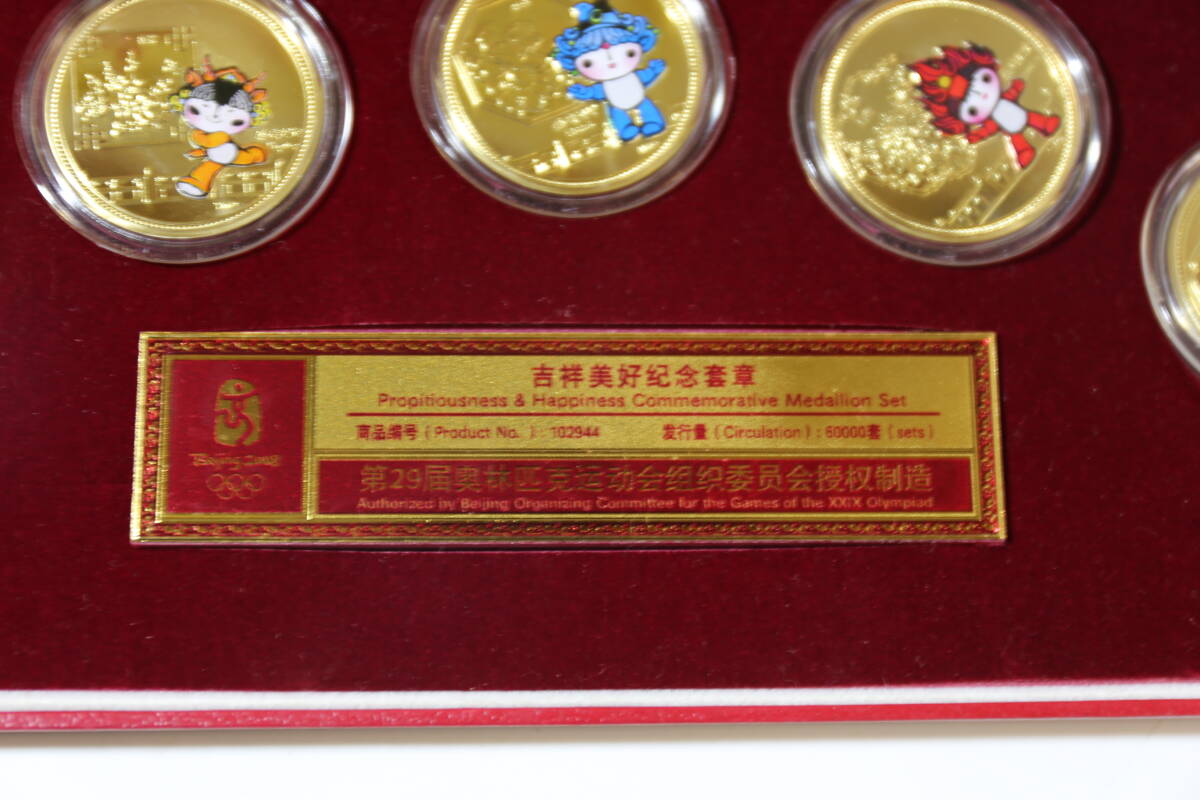 吉祥美好纪念套章
Propitiousness & Happiness Commemorative Medallion Set
商品编号 (Product No.) : 102944 发行量 (Circulation) : 60000套 (sets)
Beijing 2008
第29届奥林匹克运动会组织委员会授权制造
Authorized by Beijing Organizing Committee for the Games of the XXIX Olympiad